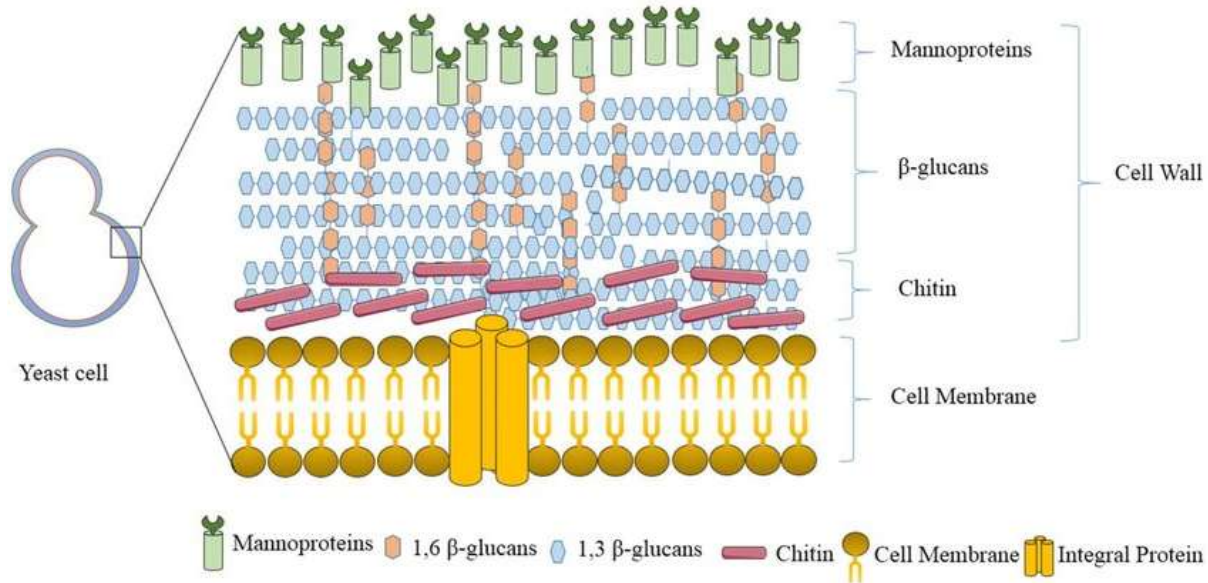 Mannoproteins
β-glucans
Cell Wall
Chitin
Yeast cell
Cell Membrane
Mannoproteins 1,6 β-glucans 1,3 β-glucans Chitin Cell Membrane Integral Protein